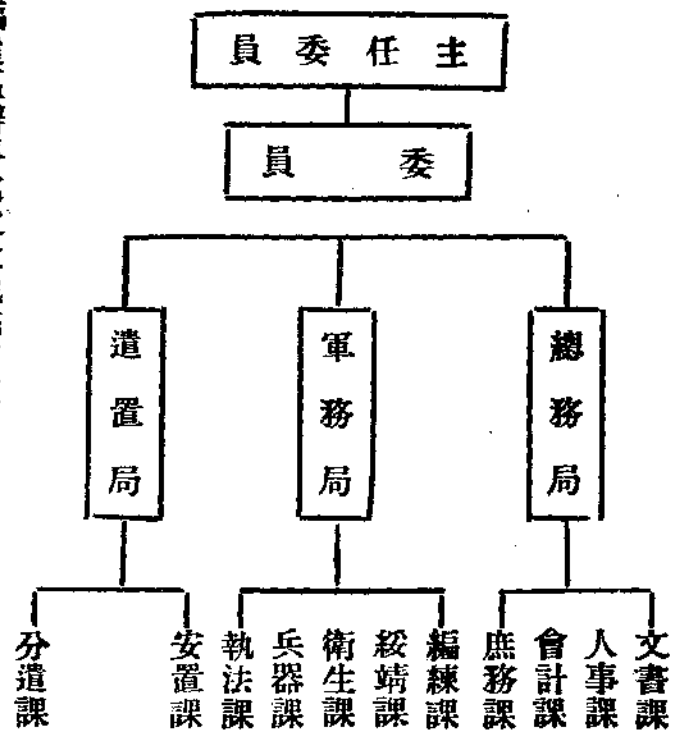 主任委員
委員
總務局
軍務局
遣置局
文書課
人事課
會計課
庶務課
編練課
綏靖課
衛生課
兵器課
執法課
安置課
分遣課